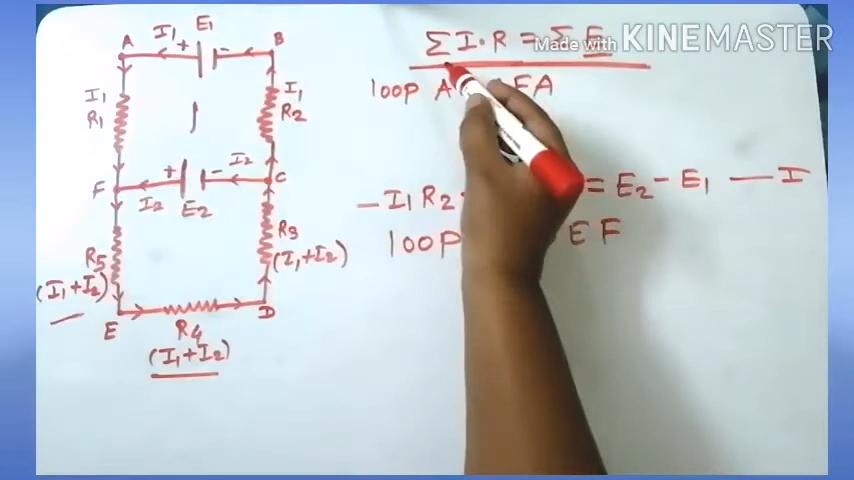 ΣI·R = ΣE
Made with KINEMASTER
loop A FA
-I₁R₂ = E₂ - E₁ — I
loop EF
A
I₁
+
E₁
-
B
I₁
R₁
I₁
R₂
F
+
I₂
C
I₂
E₂
R₅
(I₁+I₂)
R₃
(I₁+I₂)
E
R₄
D
(I₁+I₂)